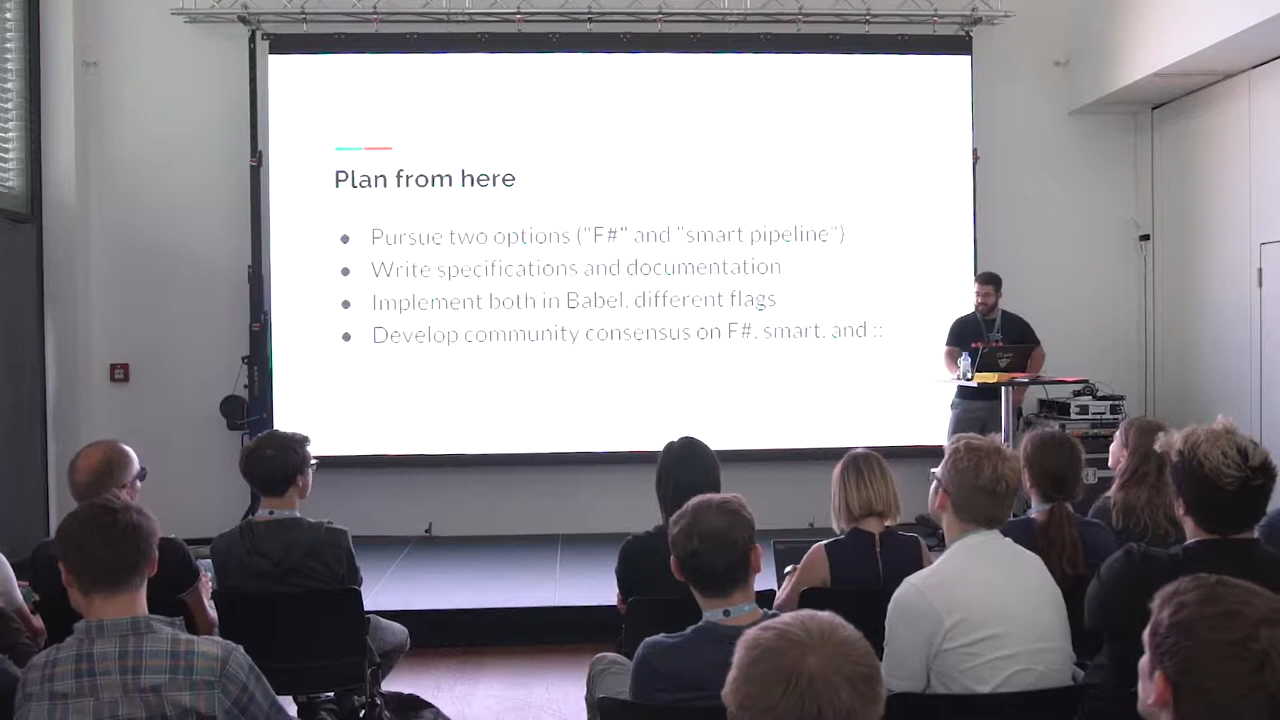 Plan from here
● Pursue two options ("F#" and "smart pipeline")
● Write specifications and documentation
● Implement both in Babel, different flags
● Develop community consensus on F#, smart, and ::